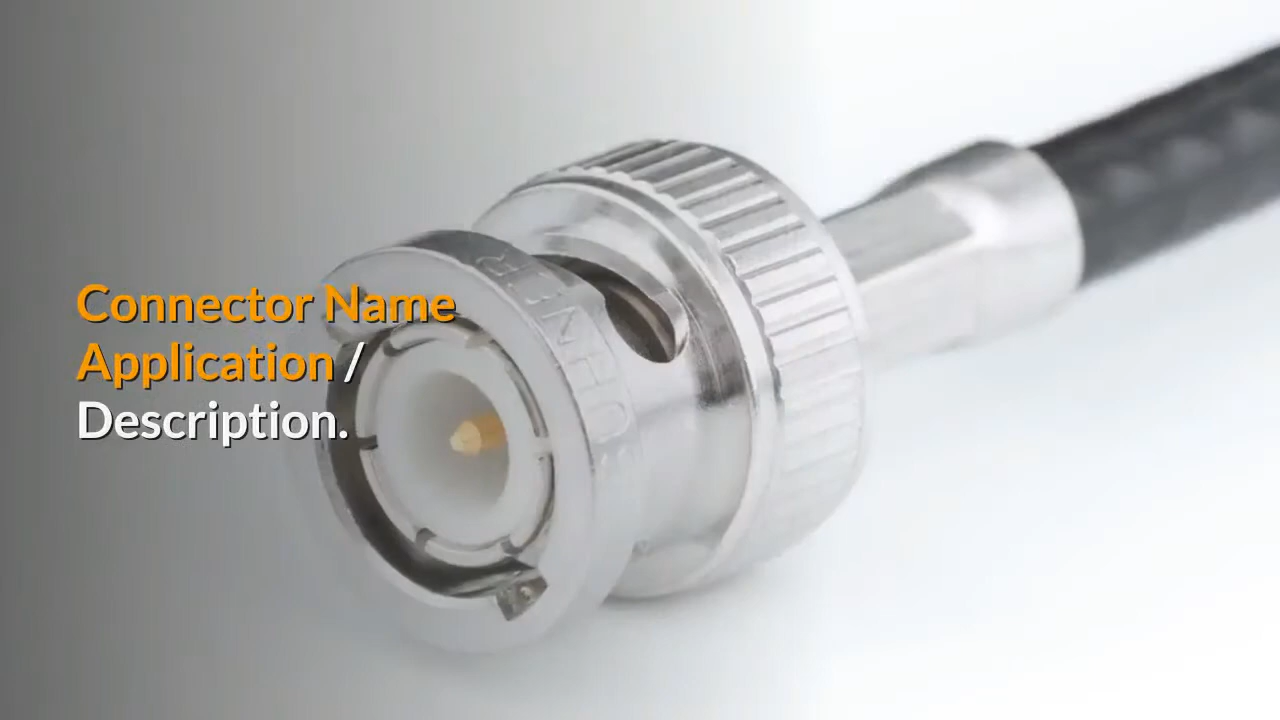 Connector Name
Application /
Description.